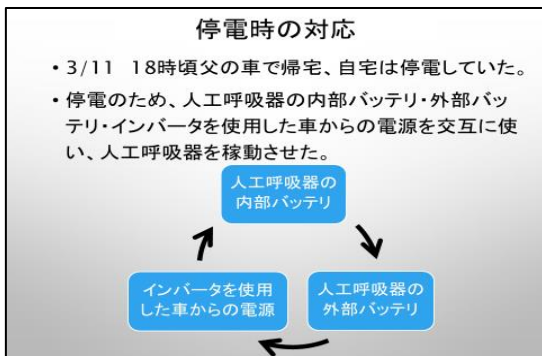 停電時の対応
• 3/11　18時頃父の車で帰宅、自宅は停電していた。
• 停電のため、人工呼吸器の内部バッテリ・外部バッ
テリ・インバータを使用した車からの電源を交互に使
い、人工呼吸器を稼動させた。
人工呼吸器の
内部バッテリ
インバータを使用
した車からの電源
人工呼吸器の
外部バッテリ